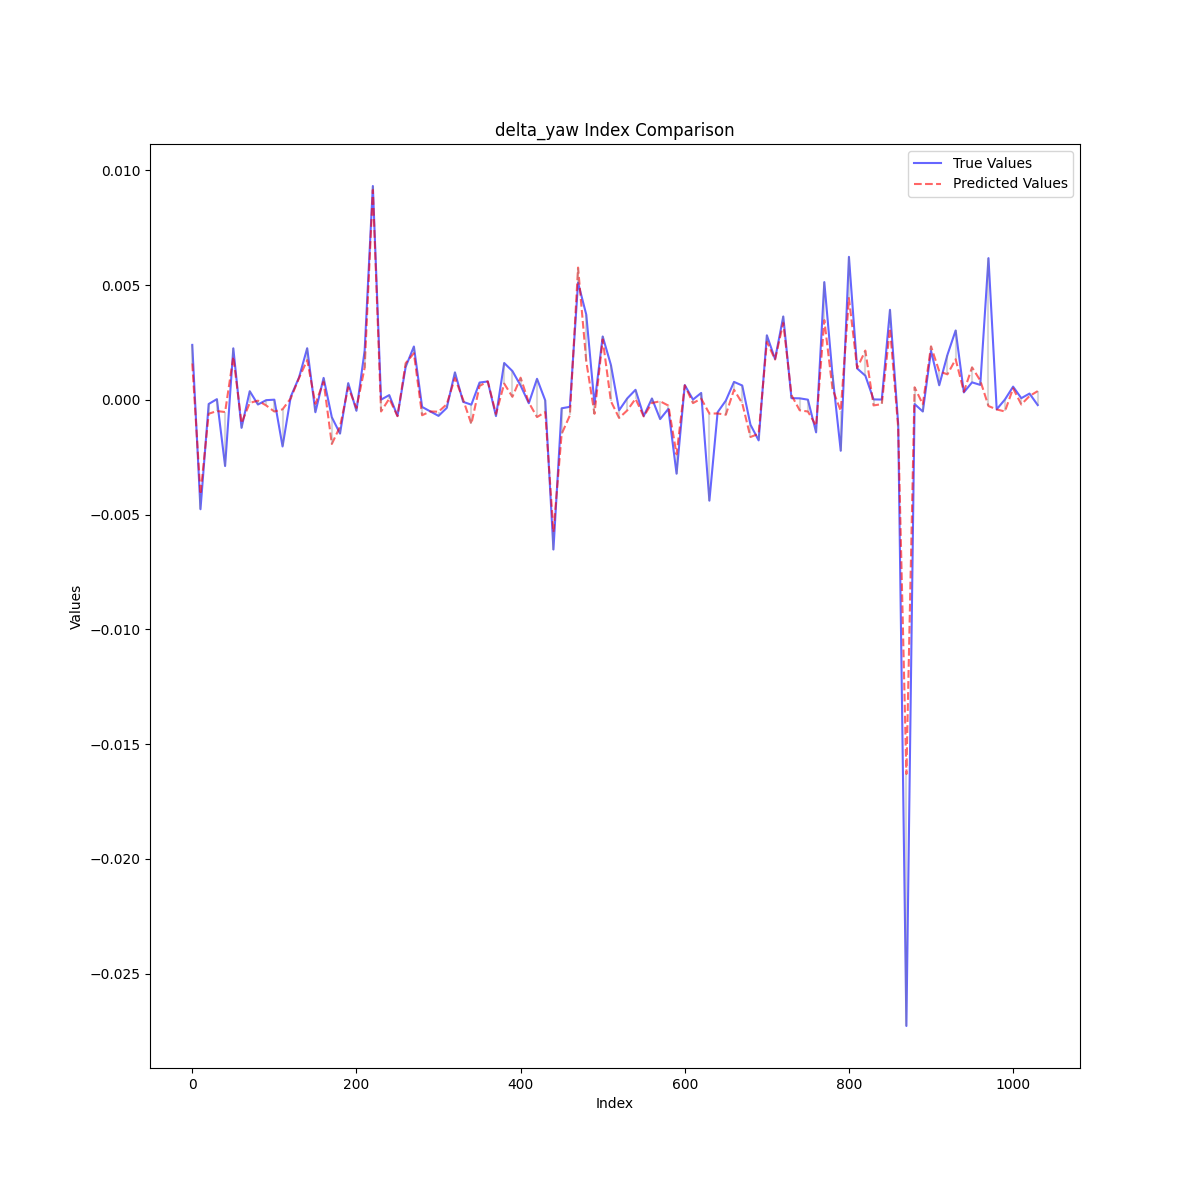 delta_yaw Index Comparison
True Values
Predicted Values
0.010
0.005
0.000
−0.005
−0.010
−0.015
−0.020
−0.025
Values
0 200 400 600 800 1000
Index